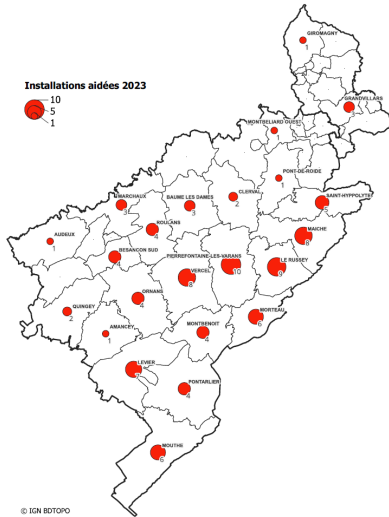 GIROMAGNY
1
Installations aidées 2023
10
5
1
GRANDVILLARS
MONTBELIARD OUEST
1
PONT-DE-ROIDE
1
MARCHAUX
3
BAUME LES DAMES
3
CLERVAL
2
SAINT-HYPPOLYTE
ROULANS
4
MAICHE
8
AUDEUX
1
BESANCON SUD
4
PIERREFONTAINE-LES-VARANS
10
VERCEL
8
LE RUSSEY
9
ORNANS
4
QUINGEY
2
MORTEAU
6
AMANCEY
1
MONTBENOIT
4
LEVIER
7
PONTARLIER
4
MOUTHE
6
© IGN BDTOPO